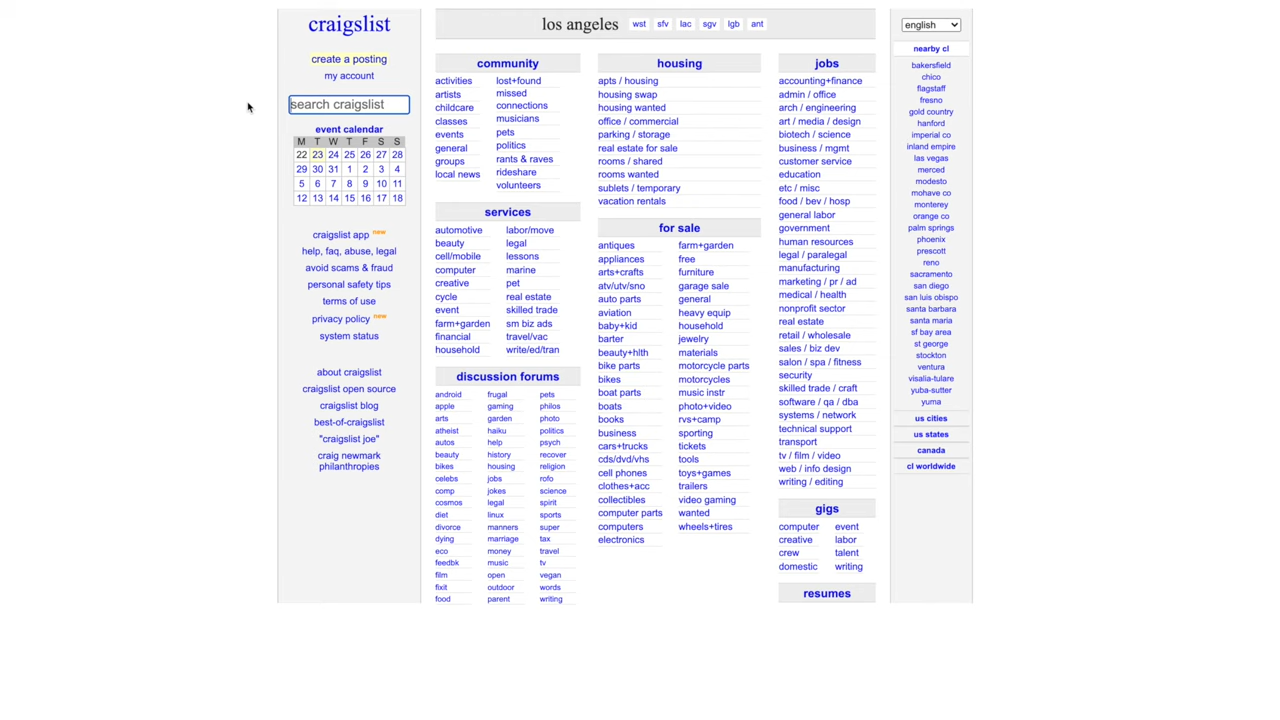 craigslist
create a posting
my account
search craigslist
event calendar
M T W T F S S
22 23 24 25 26 27 28
29 30 31 1 2 3 4
5 6 7 8 9 10 11
12 13 14 15 16 17 18
craigslist app new
help, faq, abuse, legal
avoid scams & fraud
personal safety tips
terms of use
privacy policy new
system status
about craigslist
craigslist open source
craigslist blog
best-of-craigslist
"craigslist joe"
craig newmark
philanthropies
los angeles wst sfv lac sgv lgb ant
community
activities
artists
childcare
classes
events
general
groups
local news
lost+found
missed
connections
musicians
pets
politics
rants & raves
rideshare
volunteers
services
automotive
beauty
cell/mobile
computer
creative
cycle
event
farm+garden
financial
household
labor/move
legal
lessons
marine
pet
real estate
skilled trade
sm biz ads
travel/vac
write/ed/tran
discussion forums
android
apple
arts
atheist
autos
beauty
bikes
celebs
comp
cosmos
diet
divorce
dying
eco
feedbk
film
fixit
food
frugal
gaming
garden
haiku
help
history
housing
jobs
jokes
legal
linux
manners
marriage
money
music
open
outdoor
parent
pets
philos
photo
politics
psych
recover
religion
rofo
science
spirit
sports
super
tax
travel
tv
vegan
words
writing
housing
apts / housing
housing swap
housing wanted
office / commercial
parking / storage
real estate for sale
rooms / shared
rooms wanted
sublets / temporary
vacation rentals
for sale
antiques
appliances
arts+crafts
atv/utv/sno
auto parts
aviation
baby+kid
barter
beauty+hlth
bike parts
bikes
boat parts
boats
books
business
cars+trucks
cds/dvd/vhs
cell phones
clothes+acc
collectibles
computer parts
computers
electronics
farm+garden
free
furniture
garage sale
general
heavy equip
household
jewelry
materials
motorcycle parts
motorcycles
music instr
photo+video
rvs+camp
sporting
tickets
tools
toys+games
trailers
video gaming
wanted
wheels+tires
jobs
accounting+finance
admin / office
arch / engineering
art / media / design
biotech / science
business / mgmt
customer service
education
etc / misc
food / bev / hosp
general labor
government
human resources
legal / paralegal
manufacturing
marketing / pr / ad
medical / health
nonprofit sector
real estate
retail / wholesale
sales / biz dev
salon / spa / fitness
security
skilled trade / craft
software / qa / dba
systems / network
technical support
transport
tv / film / video
web / info design
writing / editing
gigs
computer
creative
crew
domestic
event
labor
talent
writing
resumes
english
nearby cl
bakersfield
chico
flagstaff
fresno
gold country
hanford
imperial co
inland empire
las vegas
merced
modesto
mohave co
monterey
orange co
palm springs
phoenix
prescott
reno
sacramento
san diego
san luis obispo
santa barbara
santa maria
sf bay area
st george
stockton
ventura
visalia-tulare
yuba-sutter
yuma
us cities
us states
canada
cl worldwide